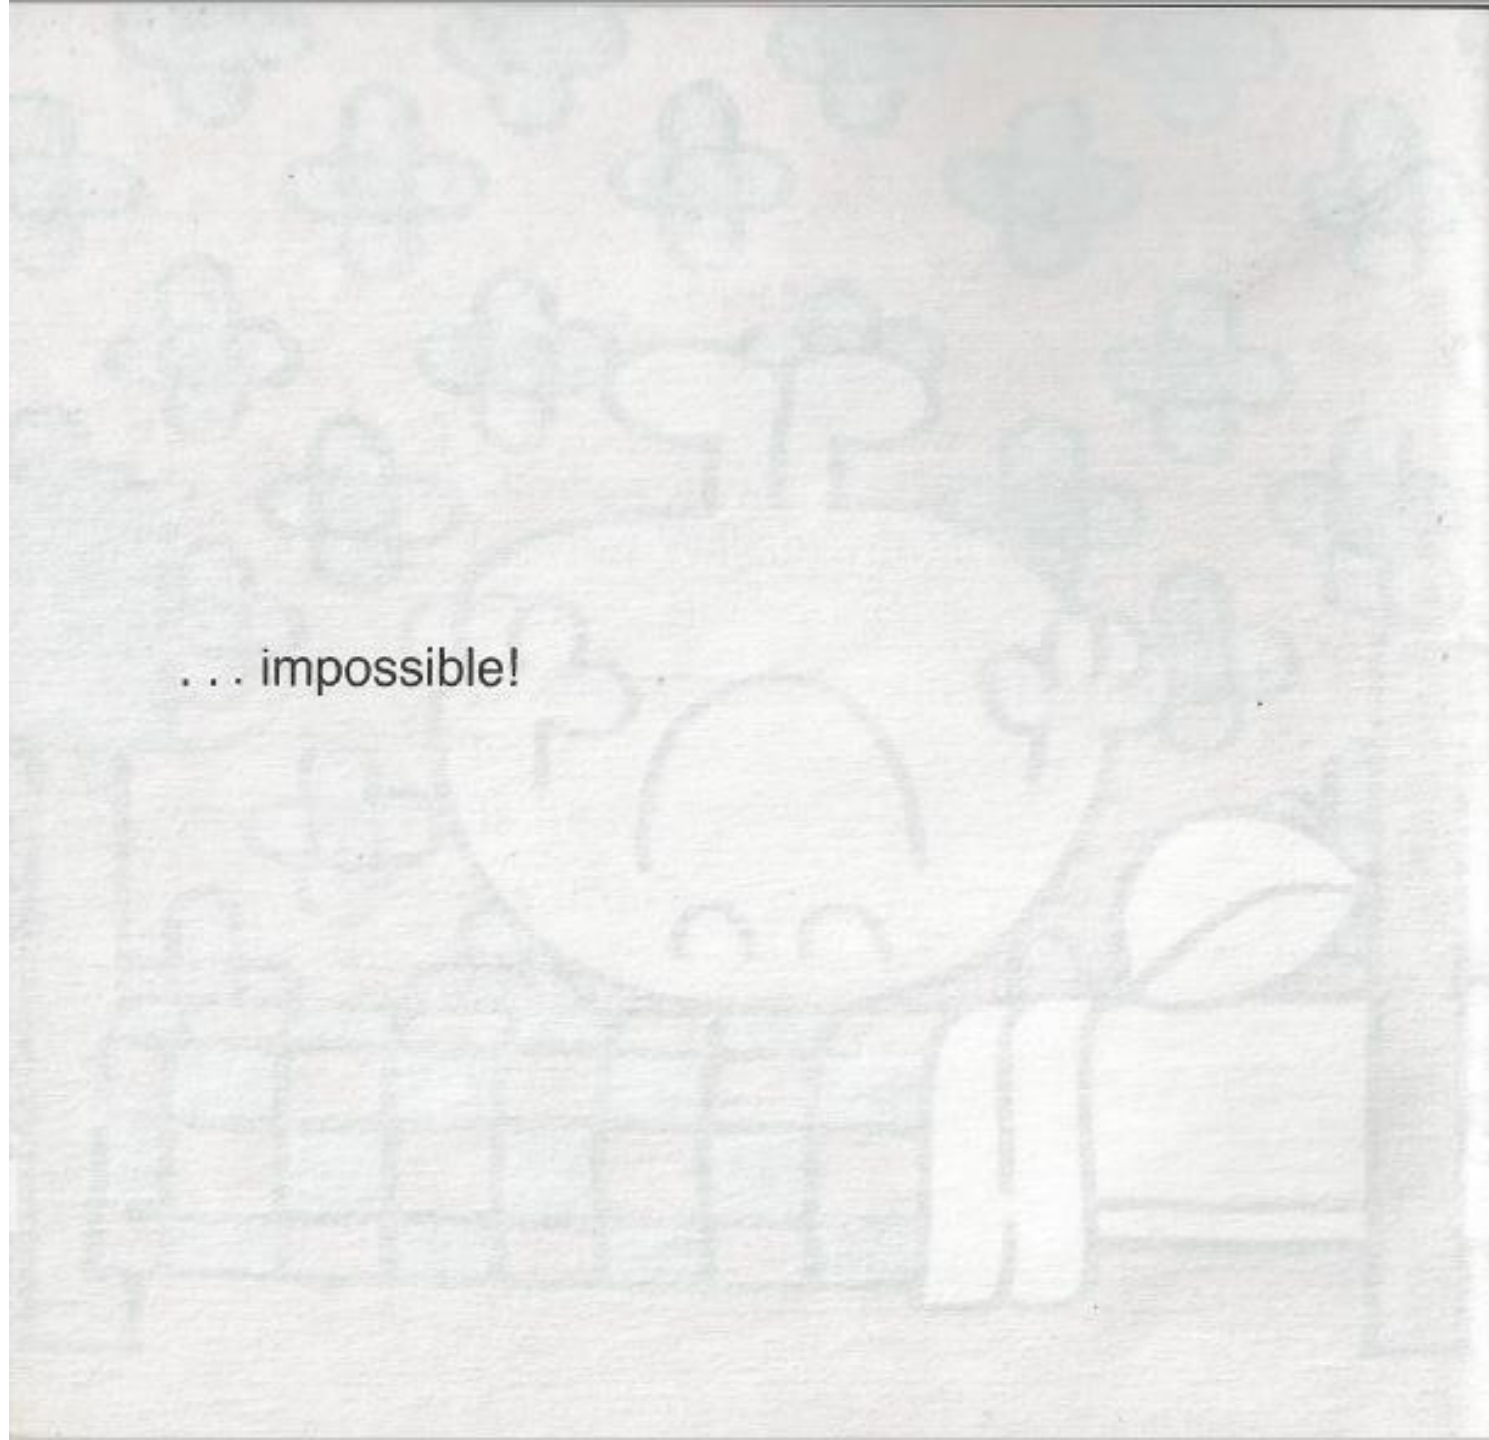 . . . impossible!